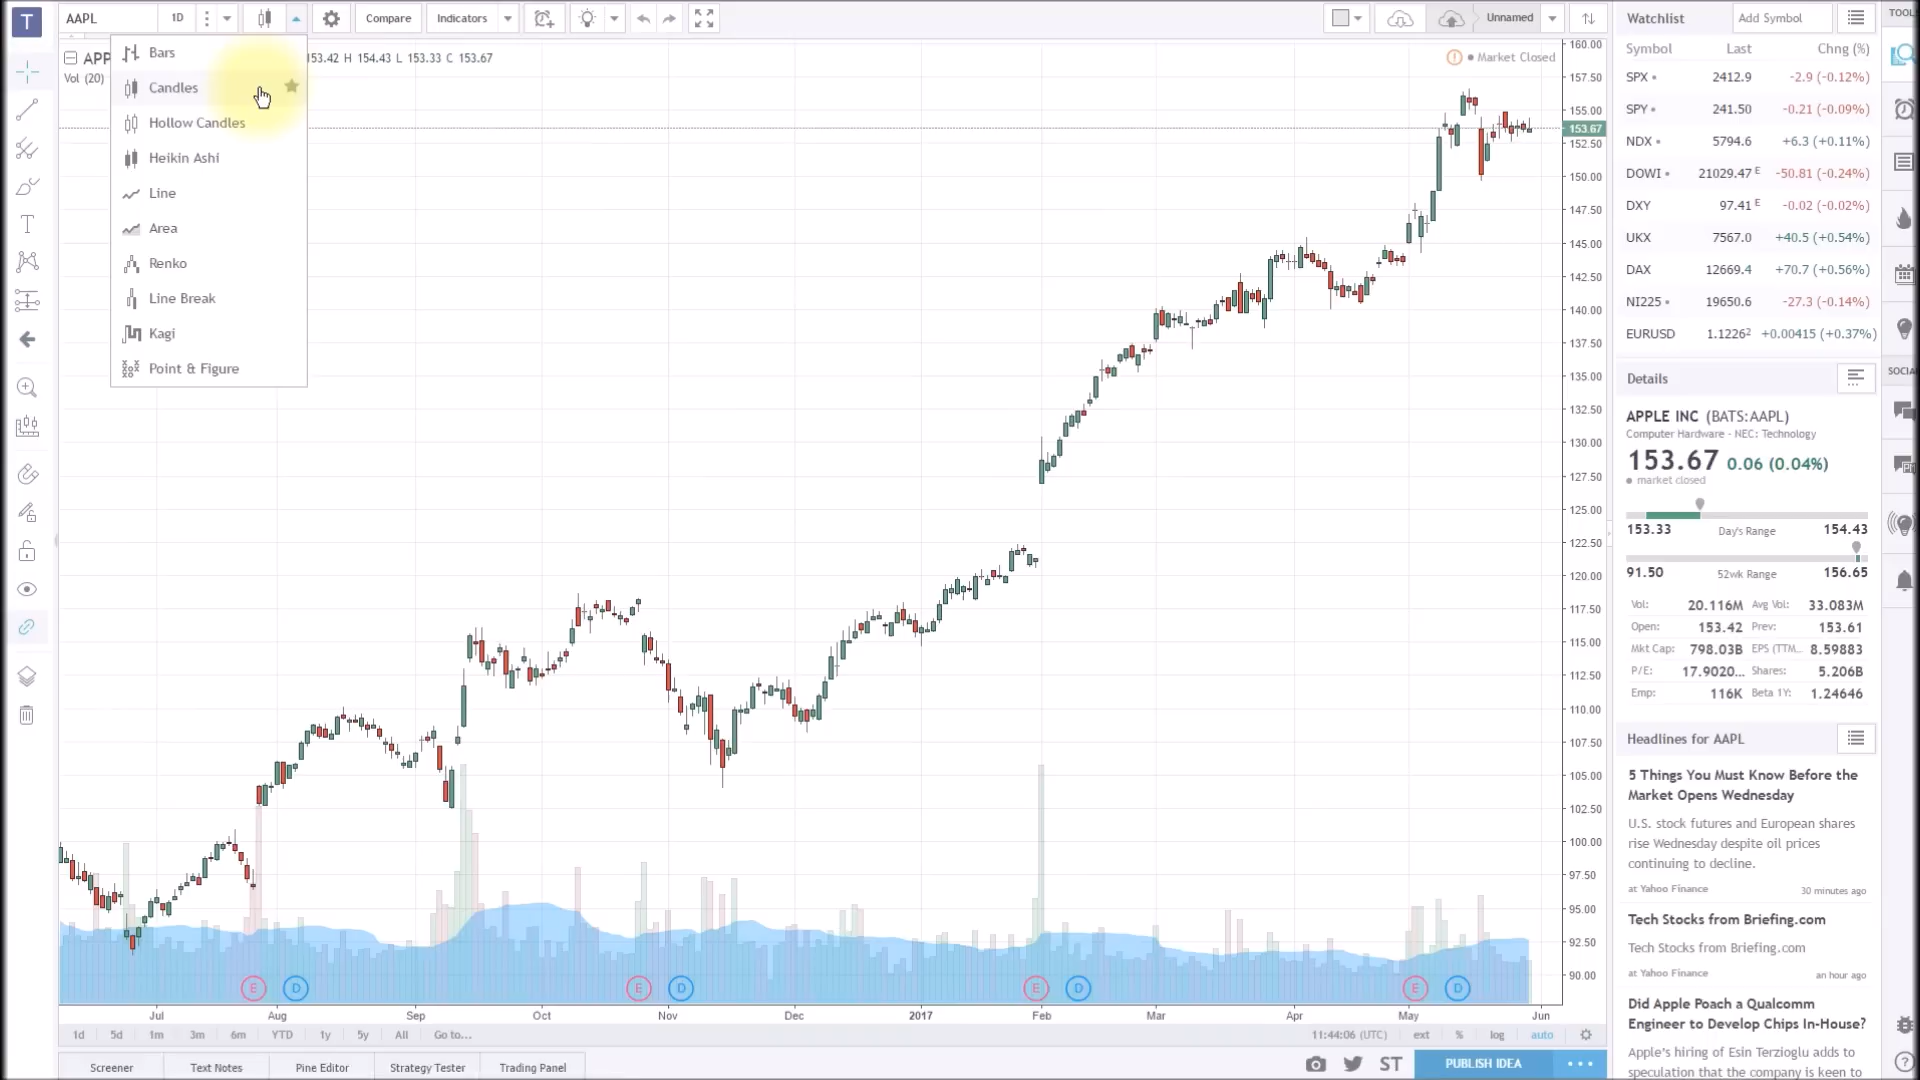 T
AAPL
1D
Compare
Indicators
Unnamed
Bars
Candles
Hollow Candles
Heikin Ashi
Line
Area
Renko
Line Break
Kagi
Point & Figure
APP
153.42 H 154.43 L 153.33 C 153.67
Vol (20)
Market Closed
160.00
157.50
155.00
153.67
152.50
150.00
147.50
145.00
142.50
140.00
137.50
135.00
132.50
130.00
127.50
125.00
122.50
120.00
117.50
115.00
112.50
110.00
107.50
105.00
102.50
100.00
97.50
95.00
92.50
90.00
E D E D E D E D
Jul Aug Sep Oct Nov Dec 2017 Feb Mar Apr May Jun
1d 5d 1m 3m 6m YTD 1y 5y All Go to...
11:44:06 (UTC) ext % log auto
Screener Text Notes Pine Editor Strategy Tester Trading Panel
ST PUBLISH IDEA
Watchlist
Add Symbol
Symbol Last Chng (%)
SPX 2412.9 -2.9 (-0.12%)
SPY 241.50 -0.21 (-0.09%)
NDX 5794.6 +6.3 (+0.11%)
DOWI 21029.47 E -50.81 (-0.24%)
DXY 97.41 E -0.02 (-0.02%)
UKX 7567.0 +40.5 (+0.54%)
DAX 12669.4 +70.7 (+0.56%)
NI225 19650.6 -27.3 (-0.14%)
EURUSD 1.1226² +0.00415 (+0.37%)
Details
APPLE INC (BATS:AAPL)
Computer Hardware - NEC: Technology
153.67 0.06 (0.04%)
market closed
153.33 Day's Range 154.43
91.50 52wk Range 156.65
Vol: 20.116M Avg Vol: 33.083M
Open: 153.42 Prev: 153.61
Mkt Cap: 798.03B EPS (TTM... 8.59883
P/E: 17.9020... Shares: 5.206B
Emp: 116K Beta 1Y: 1.24646
Headlines for AAPL
5 Things You Must Know Before the
Market Opens Wednesday
U.S. stock futures and European shares
rise Wednesday despite oil prices
continuing to decline.
at Yahoo Finance 30 minutes ago
Tech Stocks from Briefing.com
Tech Stocks from Briefing.com
at Yahoo Finance an hour ago
Did Apple Poach a Qualcomm
Engineer to Develop Chips In-House?
Apple's hiring of Esin Terzioglu adds to
speculation that the company is keen to
TOOL
SOCIA